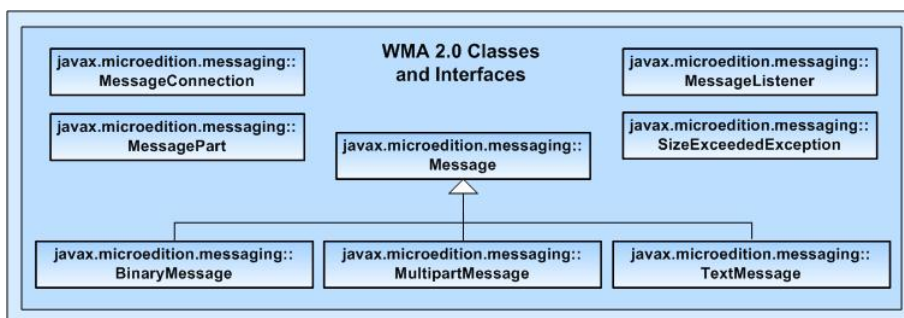 WMA 2.0 Classes
and Interfaces
javax.microedition.messaging::
MessageConnection
javax.microedition.messaging::
MessageListener
javax.microedition.messaging::
MessagePart
javax.microedition.messaging::
SizeExceededException
javax.microedition.messaging::
Message
javax.microedition.messaging::
BinaryMessage
javax.microedition.messaging::
MultipartMessage
javax.microedition.messaging::
TextMessage